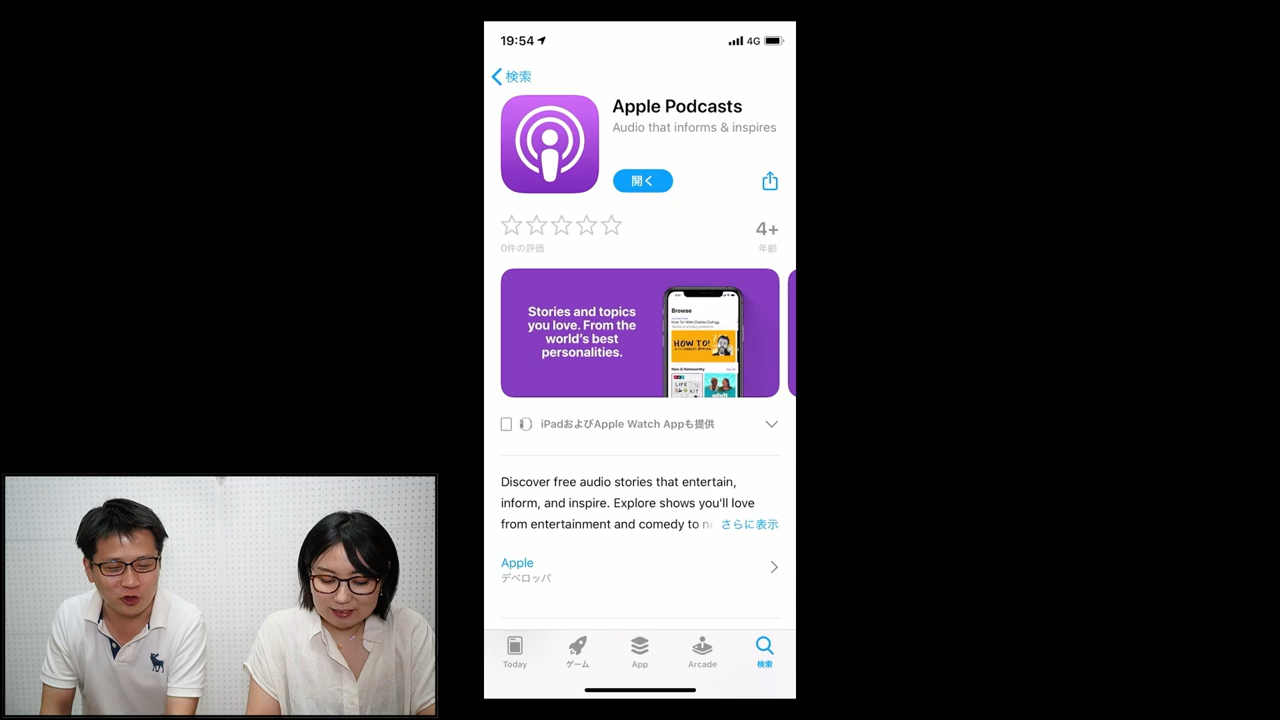 19:54
4G
検索
Apple Podcasts
Audio that informs & inspires
開く
0件の評価
4+
年齢
Stories and topics
you love. From the
world's best
personalities.
Browse
HOW TO!
New & Noteworthy
LIFE
KIT
iPadおよびApple Watch Appも提供
Discover free audio stories that entertain,
inform, and inspire. Explore shows you'll love
from entertainment and comedy to さらに表示
Apple
デベロッパ
Today
ゲーム
App
Arcade
検索